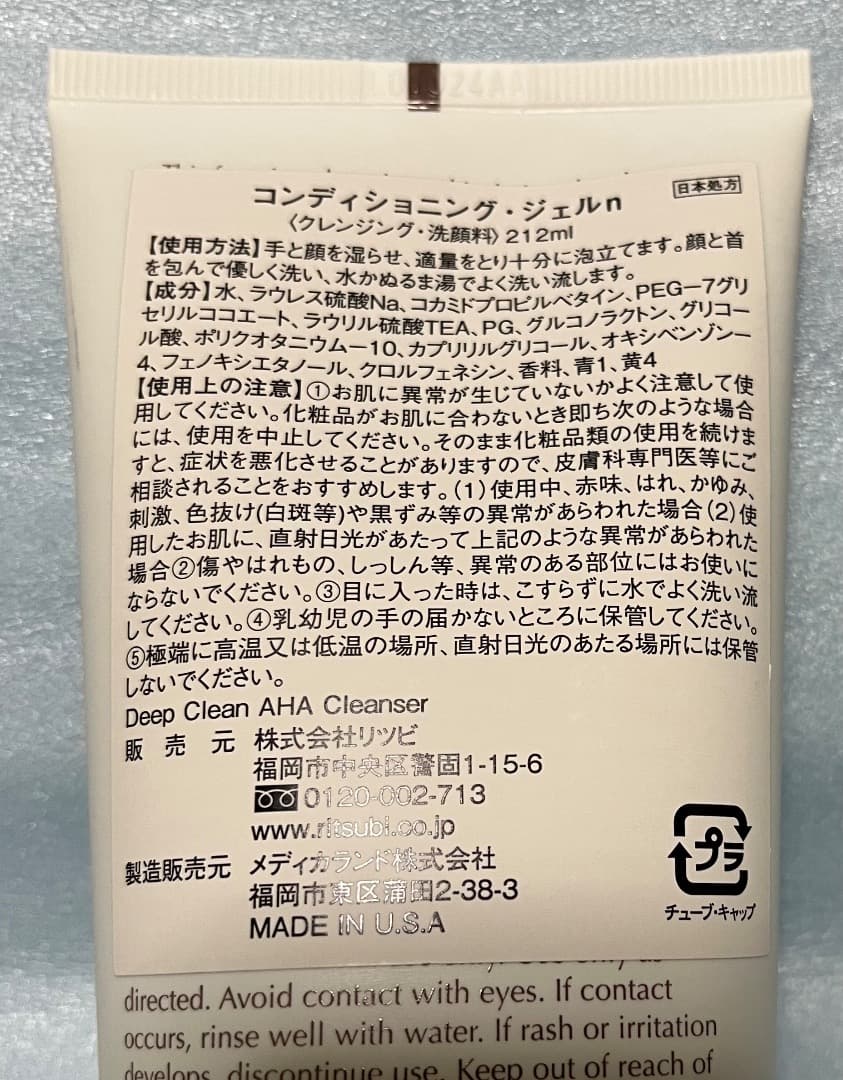 コンディショニング・ジェルn
日本処方
〈クレンジング・洗顔料〉212ml
【使用方法】手と顔を湿らせ、適量をとり十分に泡立てます。顔と首
を包んで優しく洗い、水かぬるま湯でよく洗い流します。
【成分】水、ラウレス硫酸Na、コカミドプロピルベタイン、PEG－7グリ
セリルココエート、ラウリル硫酸TEA、PG、グルコノラクトン、グリコー
ル酸、ポリクオタニウム－10、カプリリルグリコール、オキシベンゾン－
4、フェノキシエタノール、クロルフェネシン、香料、青1、黄4
【使用上の注意】①お肌に異常が生じていないかよく注意して使
用してください。化粧品がお肌に合わないとき即ち次のような場合
には、使用を中止してください。そのまま化粧品類の使用を続けま
すと、症状を悪化させることがありますので、皮膚科専門医等にご
相談されることをおすすめします。（1）使用中、赤味、はれ、かゆみ、
刺激、色抜け(白斑等)や黒ずみ等の異常があらわれた場合（2）使
用したお肌に、直射日光があたって上記のような異常があらわれた
場合②傷やはれもの、しっしん等、異常のある部位にはお使いに
ならないでください。③目に入った時は、こすらずに水でよく洗い流
してください。④乳幼児の手の届かないところに保管してください。
⑤極端に高温又は低温の場所、直射日光のあたる場所には保管
しないでください。
Deep Clean AHA Cleanser
販売元 株式会社リツビ
福岡市中央区警固1-15-6
0120-002-713
www.ritsubi.co.jp
製造販売元 メディカランド株式会社
福岡市東区蒲田2-38-3
MADE IN U.S.A
プラ
チューブ・キャップ
directed. Avoid contact with eyes. If contact
occurs, rinse well with water. If rash or irritation
develops, discontinue use. Keep out of reach of